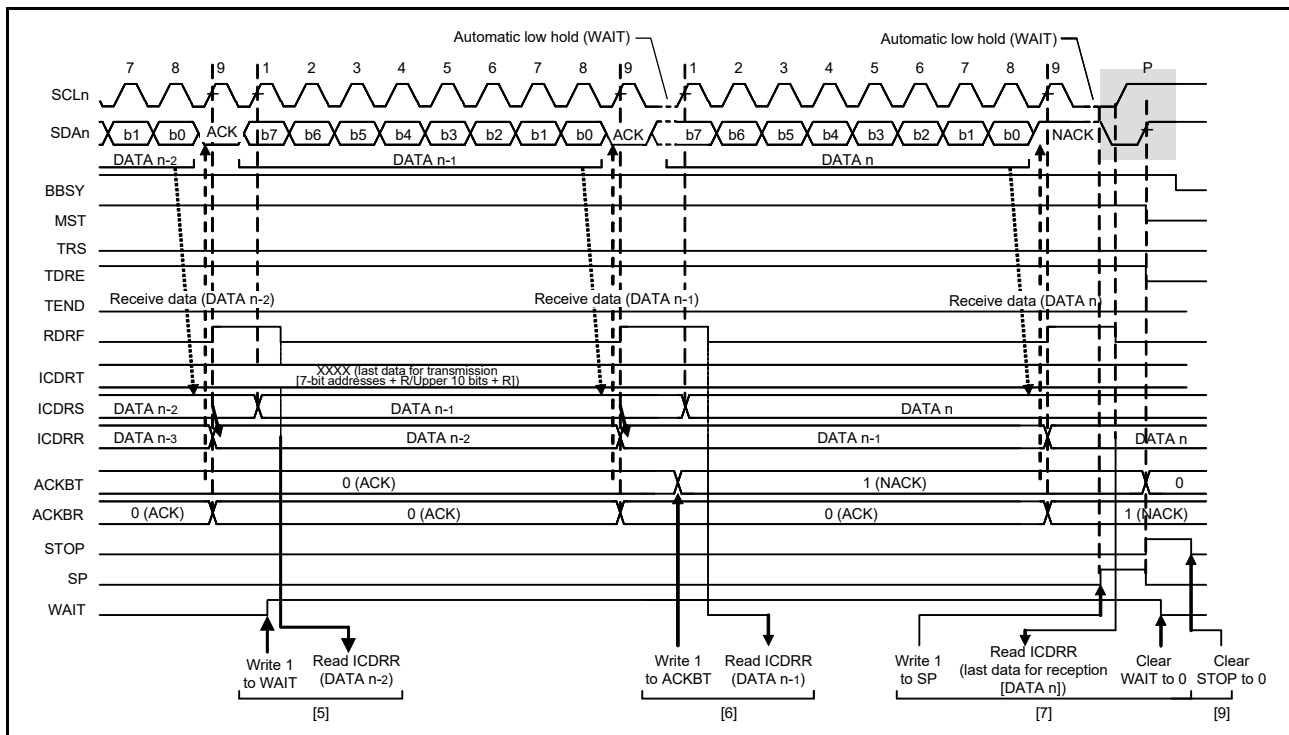 Automatic low hold (WAIT)
Automatic low hold (WAIT)
7 8 9 1 2 3 4 5 6 7 8 9 1 2 3 4 5 6 7 8 9 P
SCLn
SDAn b1 b0 ACK b7 b6 b5 b4 b3 b2 b1 b0 ACK b7 b6 b5 b4 b3 b2 b1 b0 NACK
DATA n-2 DATA n-1 DATA n
BBSY
MST
TRS
TDRE
TEND
Receive data (DATA n-2) Receive data (DATA n-1) Receive data (DATA n)
RDRF
ICDRT
XXXX (last data for transmission
[7-bit addresses + R/Upper 10 bits + R])
ICDRS DATA n-2 DATA n-1 DATA n
ICDRR DATA n-3 DATA n-2 DATA n-1 DATA n
ACKBT 0 (ACK) 1 (NACK) 0
ACKBR 0 (ACK) 0 (ACK) 0 (ACK) 1 (NACK)
STOP
SP
WAIT
Write 1
to WAIT
Read ICDRR
(DATA n-2)
[5]
Write 1
to ACKBT
Read ICDRR
(DATA n-1)
[6]
Write 1
to SP
Read ICDRR
(last data for reception
[DATA n])
Clear
WAIT to 0
[7]
Clear
STOP to 0
[9]